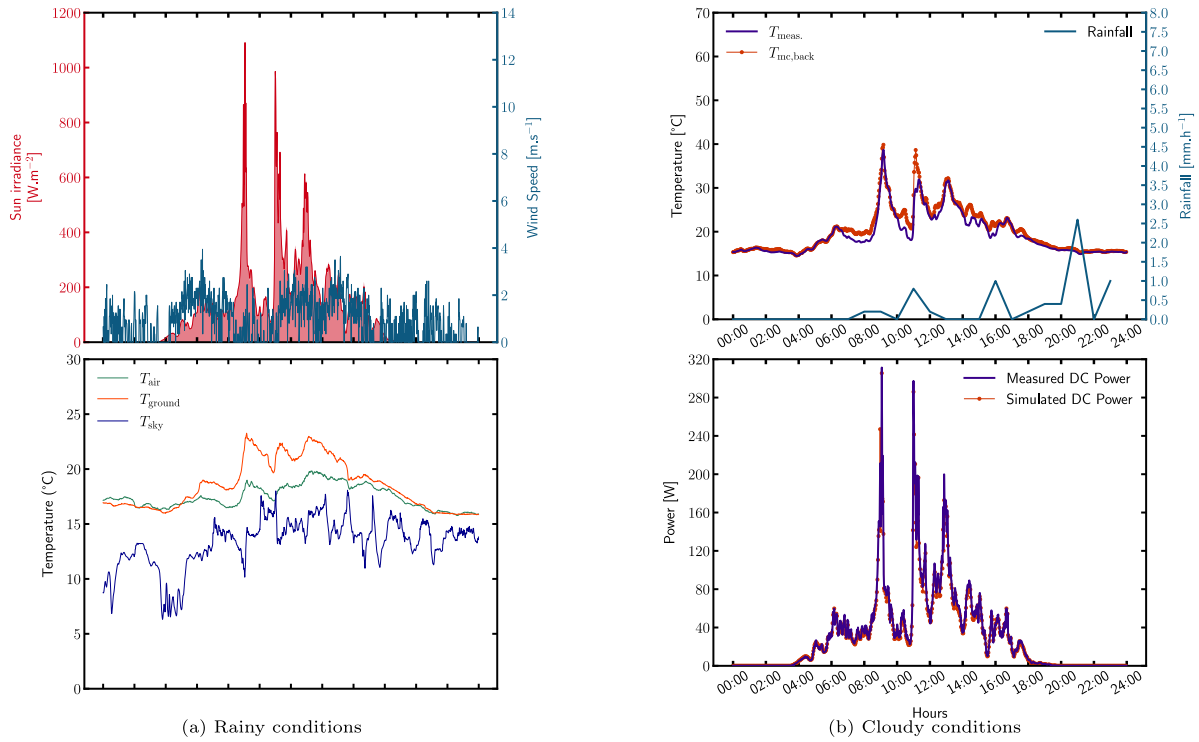 1200
1000
800
600
400
200
0
Sun irradiance
[W.m⁻²]
14
12
10
8
6
4
2
0
Wind Speed [m.s⁻¹]
30
25
20
15
10
5
0
Temperature (°C)
T_air
T_ground
T_sky
(a) Rainy conditions
70
60
50
40
30
20
10
0
Temperature [°C]
T_meas.
T_mc,back
Rainfall
8.0
7.5
7.0
6.5
6.0
5.5
5.0
4.5
4.0
3.5
3.0
2.5
2.0
1.5
1.0
0.5
0.0
Rainfall [mm.h⁻¹]
00:00 02:00 04:00 06:00 08:00 10:00 12:00 14:00 16:00 18:00 20:00 22:00 24:00
320
280
240
200
160
120
80
40
0
Power [W]
Measured DC Power
Simulated DC Power
00:00 02:00 04:00 06:00 08:00 10:00 12:00 14:00 16:00 18:00 20:00 22:00 24:00
Hours
(b) Cloudy conditions